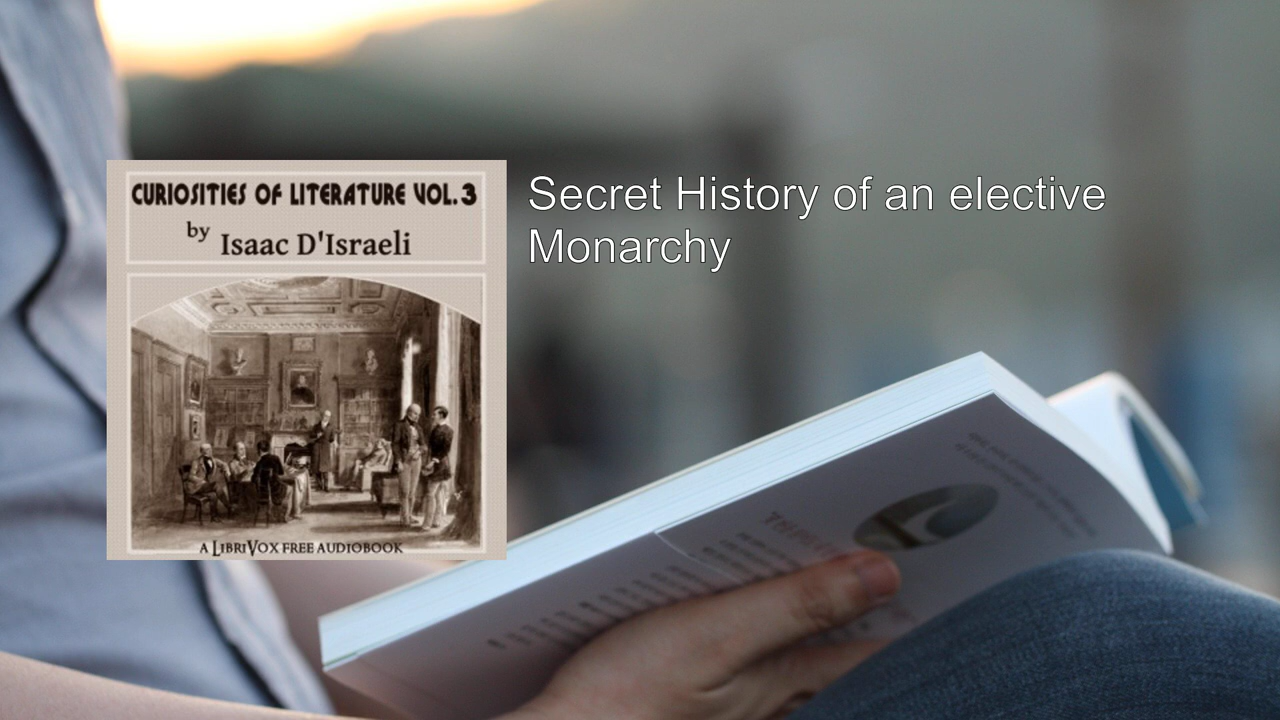 CURIOSITIES OF LITERATURE VOL.3
by Isaac D'Israeli
A LIBRIVOX FREE AUDIOBOOK
Secret History of an elective
Monarchy